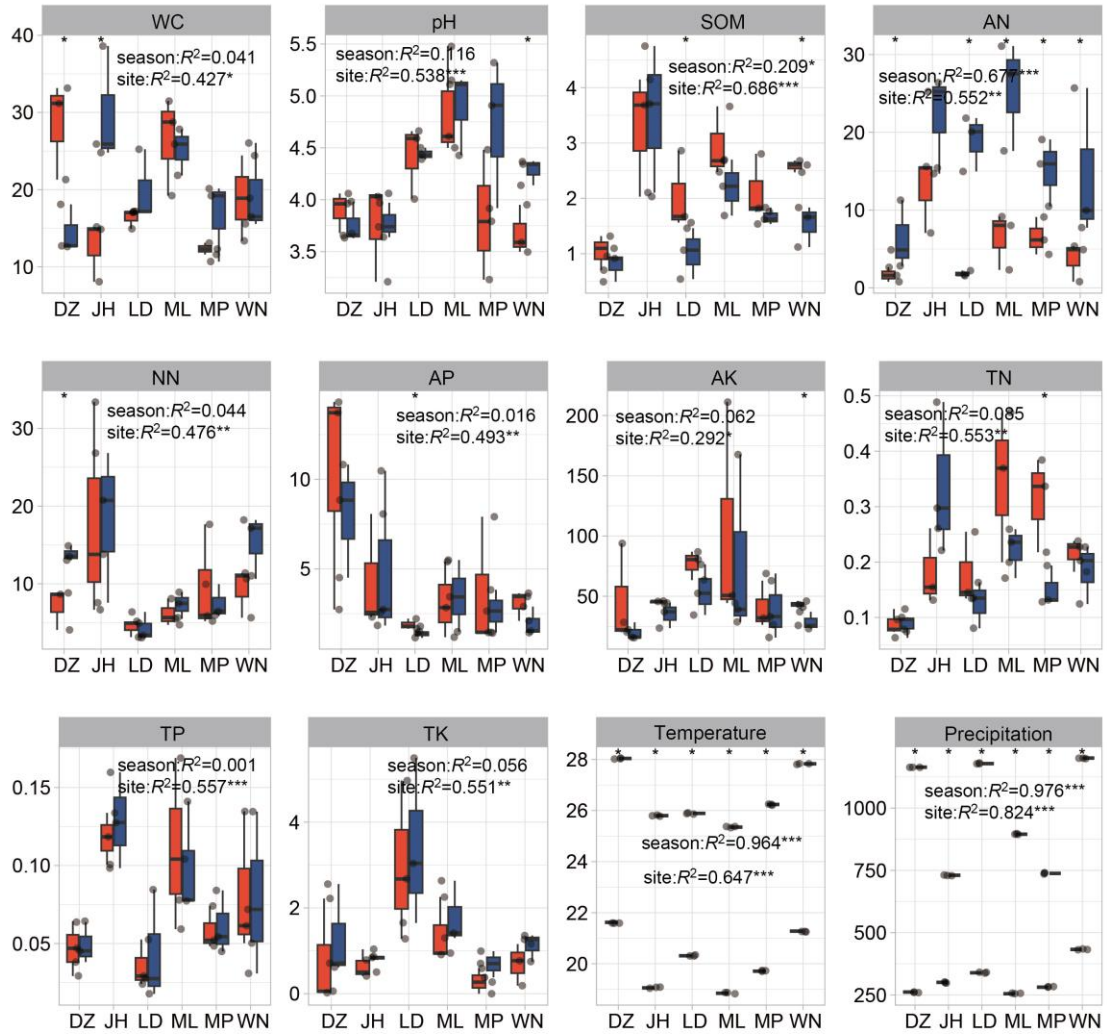 WC
40
30
20
10
* *
season:R²=0.041
site:R²=0.427*
DZ JH LD ML MP WN
pH
5.5
5.0
4.5
4.0
3.5
*
season:R²=0.116
site:R²=0.538***
DZ JH LD ML MP WN
SOM
4
3
2
1
* *
season:R²=0.209*
site:R²=0.686***
DZ JH LD ML MP WN
AN
30
20
10
0
* * * * *
season:R²=0.677***
site:R²=0.552**
DZ JH LD ML MP WN
NN
30
20
10
*
season:R²=0.044
site:R²=0.476**
DZ JH LD ML MP WN
AP
10
5
*
season:R²=0.016
site:R²=0.493**
DZ JH LD ML MP WN
AK
200
150
100
50
*
season:R²=0.062
site:R²=0.292*
DZ JH LD ML MP WN
TN
0.5
0.4
0.3
0.2
0.1
*
season:R²=0.085
site:R²=0.553**
DZ JH LD ML MP WN
TP
0.15
0.10
0.05
season:R²=0.001
site:R²=0.557***
DZ JH LD ML MP WN
TK
4
2
0
season:R²=0.056
site:R²=0.551**
DZ JH LD ML MP WN
Temperature
28
26
24
22
20
* * * * * *
season:R²=0.964***
site:R²=0.647***
DZ JH LD ML MP WN
Precipitation
1000
750
500
250
* * * * * *
season:R²=0.976***
site:R²=0.824***
DZ JH LD ML MP WN